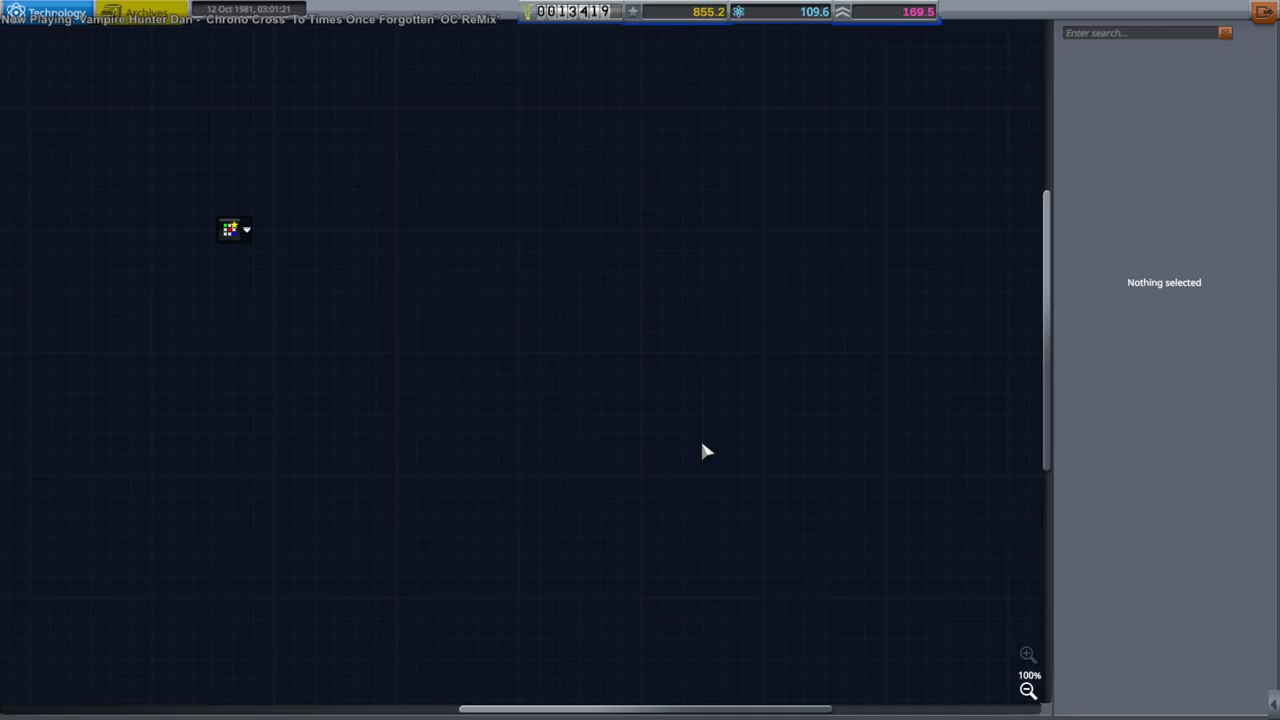 Technology
Archives
12 Oct 1981, 03:01:21
0013419
855.2
109.6
169.5
Now Playing: Vampire Hunter Dan - 'Chrono Cross 'To Times Once Forgotten' OC ReMix'
Enter search...
Nothing selected
100%